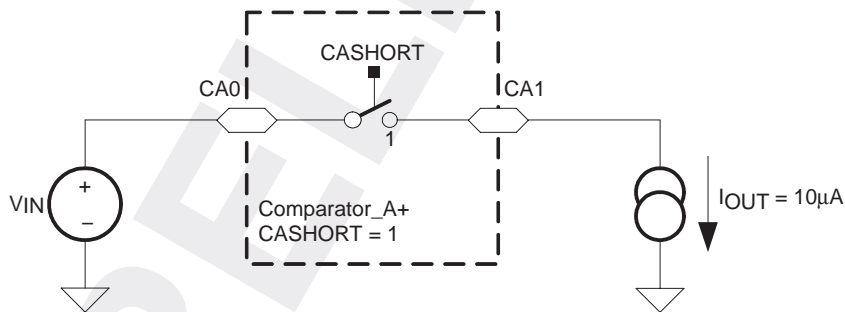 CASHORT
CA0
CA1
1
VIN
+
−
Comparator_A+
CASHORT = 1
IOUT = 10μA